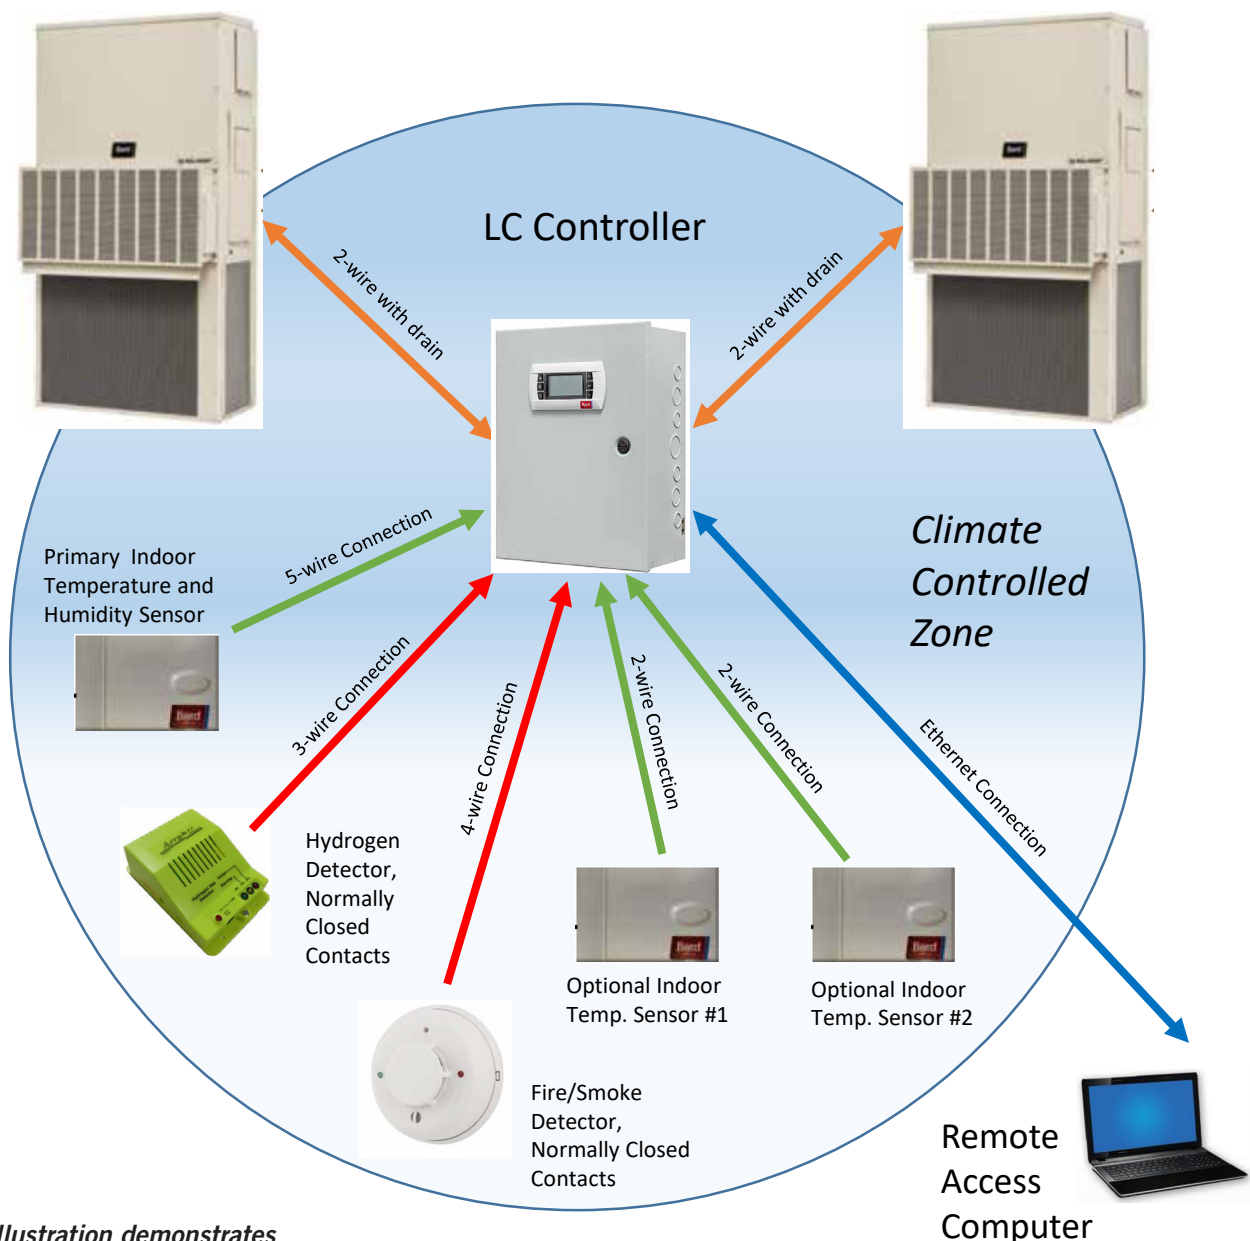 LC Controller
2-wire with drain
2-wire with drain
Climate
Controlled
Zone
Primary Indoor
Temperature and
Humidity Sensor
5-wire Connection
3-wire Connection
4-wire Connection
2-wire Connection
2-wire Connection
Ethernet Connection
Bard
Hydrogen
Detector,
Normally
Closed
Contacts
Bard
Bard
Optional Indoor
Temp. Sensor #1
Optional Indoor
Temp. Sensor #2
Fire/Smoke
Detector,
Normally Closed
Contacts
Remote
Access
Computer
llustration demonstrates